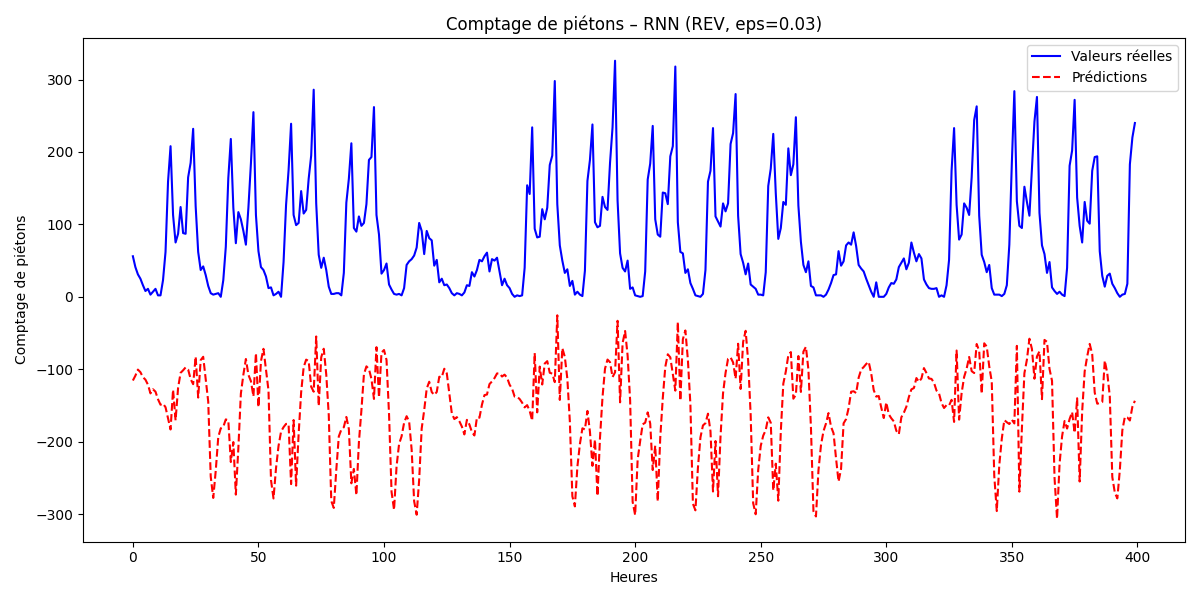 Comptage de piétons – RNN (REV, eps=0.03)
Valeurs réelles
Prédictions
Comptage de piétons
300
200
100
0
−100
−200
−300
0 50 100 150 200 250 300 350 400
Heures